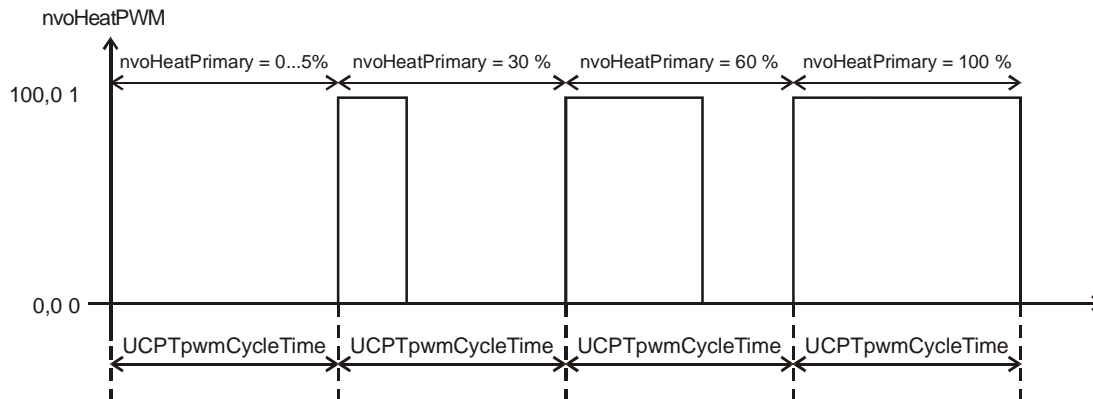 nvoHeatPWM
nvoHeatPrimary = 0...5% nvoHeatPrimary = 30 % nvoHeatPrimary = 60 % nvoHeatPrimary = 100 %
100,0 1
0,0 0
UCPTpwmCycleTime UCPTpwmCycleTime UCPTpwmCycleTime UCPTpwmCycleTime